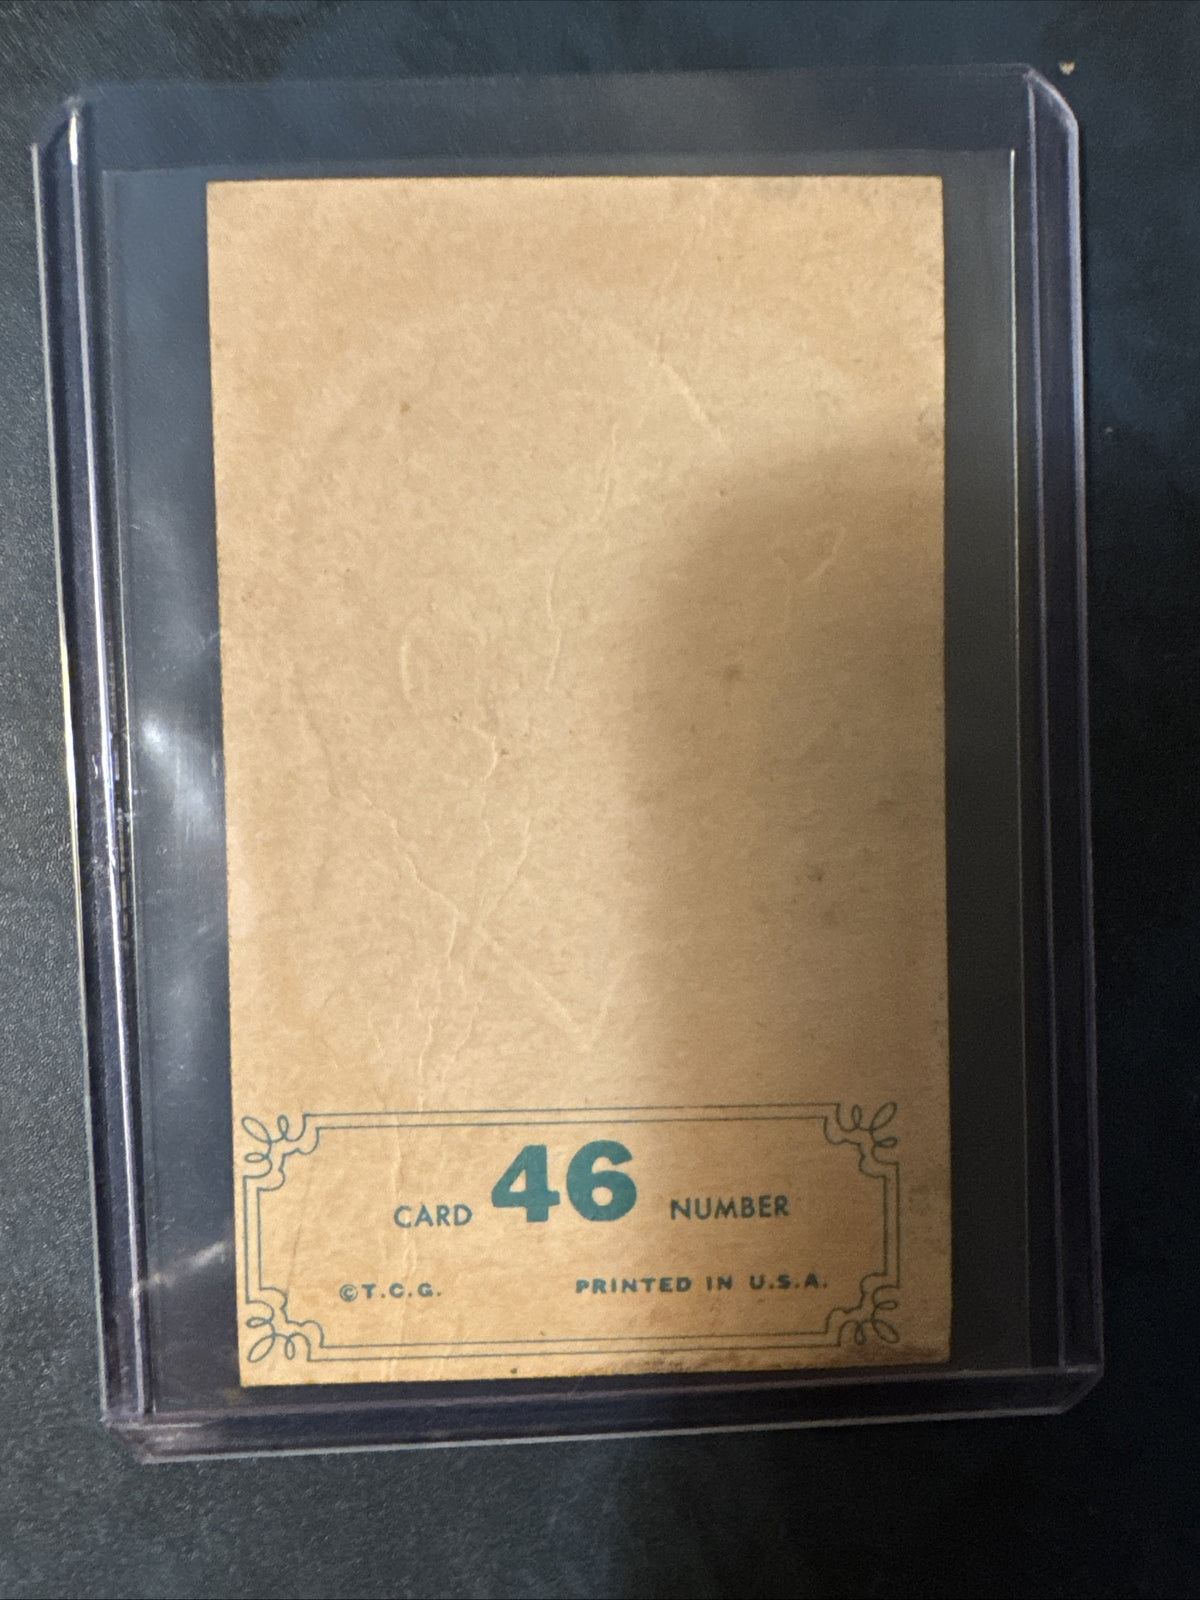 CARD 46 NUMBER
©T.C.G. PRINTED IN U.S.A.